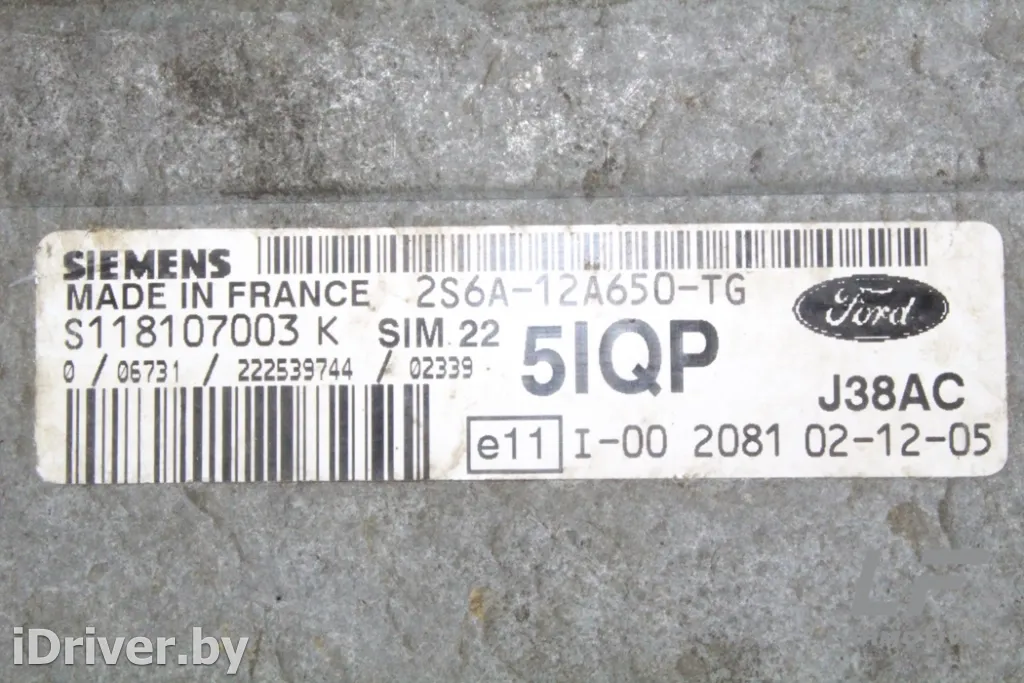 SIEMENS
MADE IN FRANCE
2S6A-12A650-TG
Ford
S118107003 K
SIM.22
0 / 06731 / 222539744 / 02339
5IQP
J38AC
e11
I-00 2081 02-12-05
LF
iDriver.by